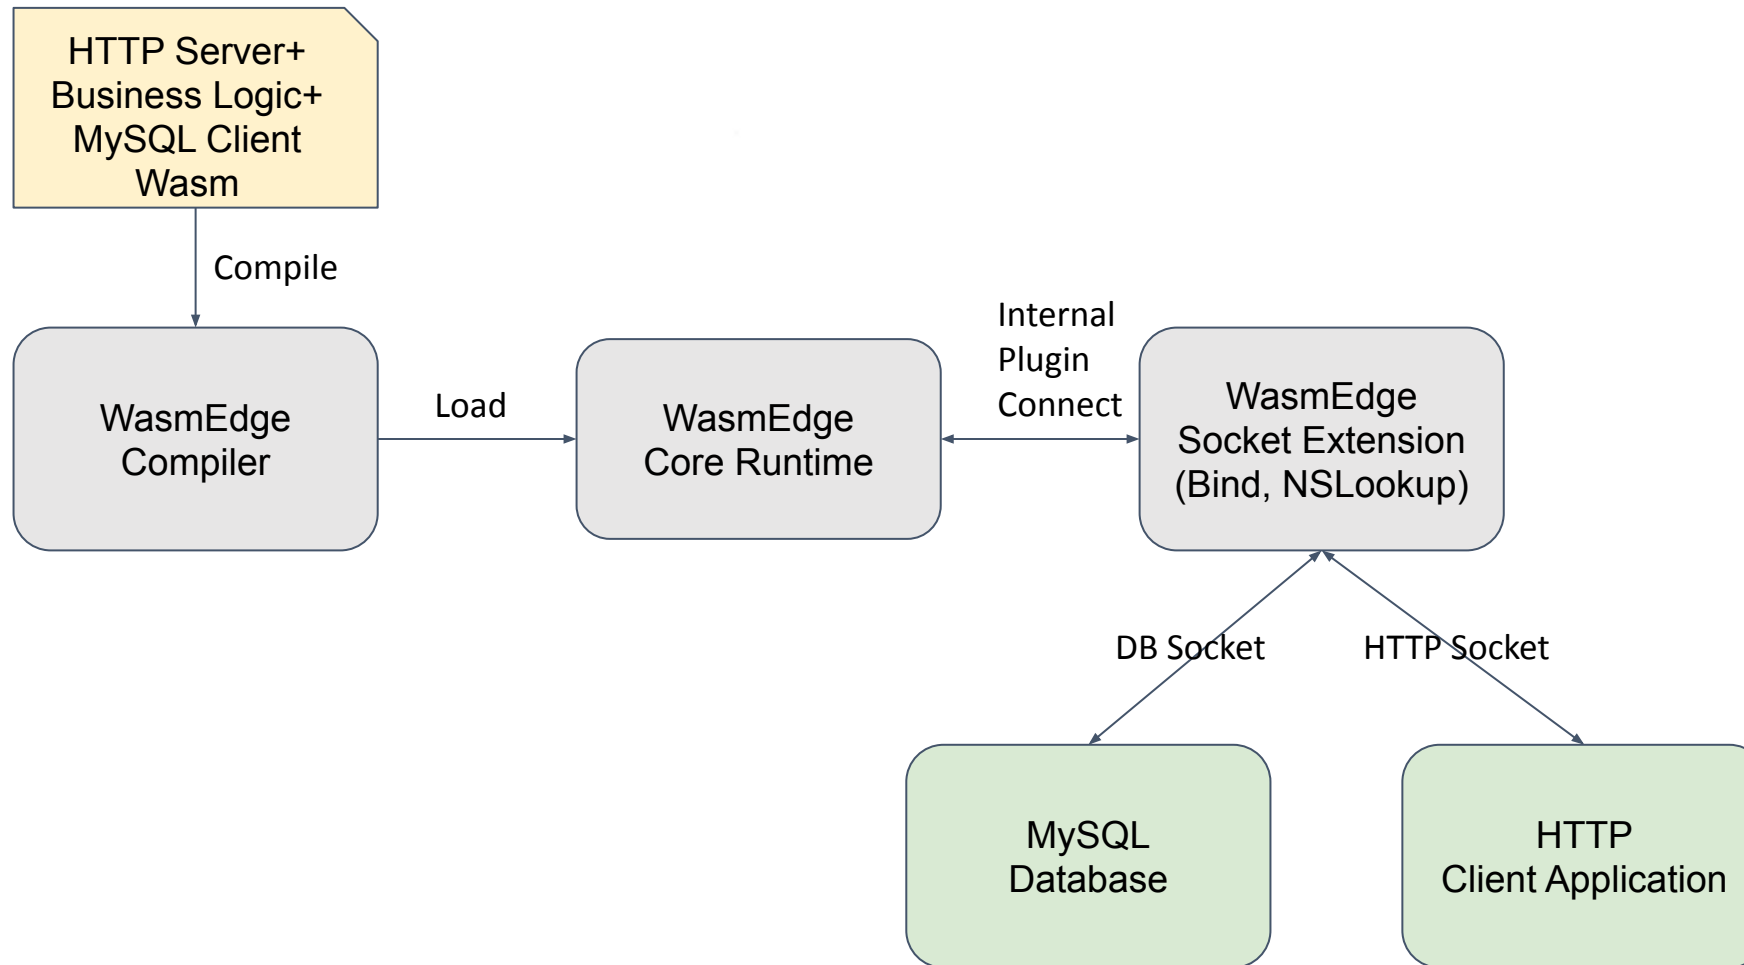 HTTP Server+
Business Logic+
MySQL Client
Wasm
Compile
WasmEdge
Compiler
Load
WasmEdge
Core Runtime
Internal
Plugin
Connect
WasmEdge
Socket Extension
(Bind, NSLookup)
DB Socket
HTTP Socket
MySQL
Database
HTTP
Client Application